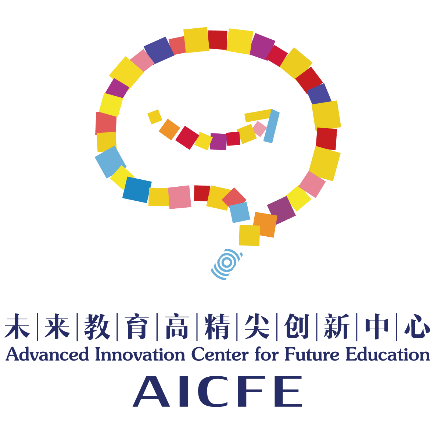 未|来|教|育|高|精|尖|创|新|中|心
Advanced Innovation Center for Future Education
AICFE